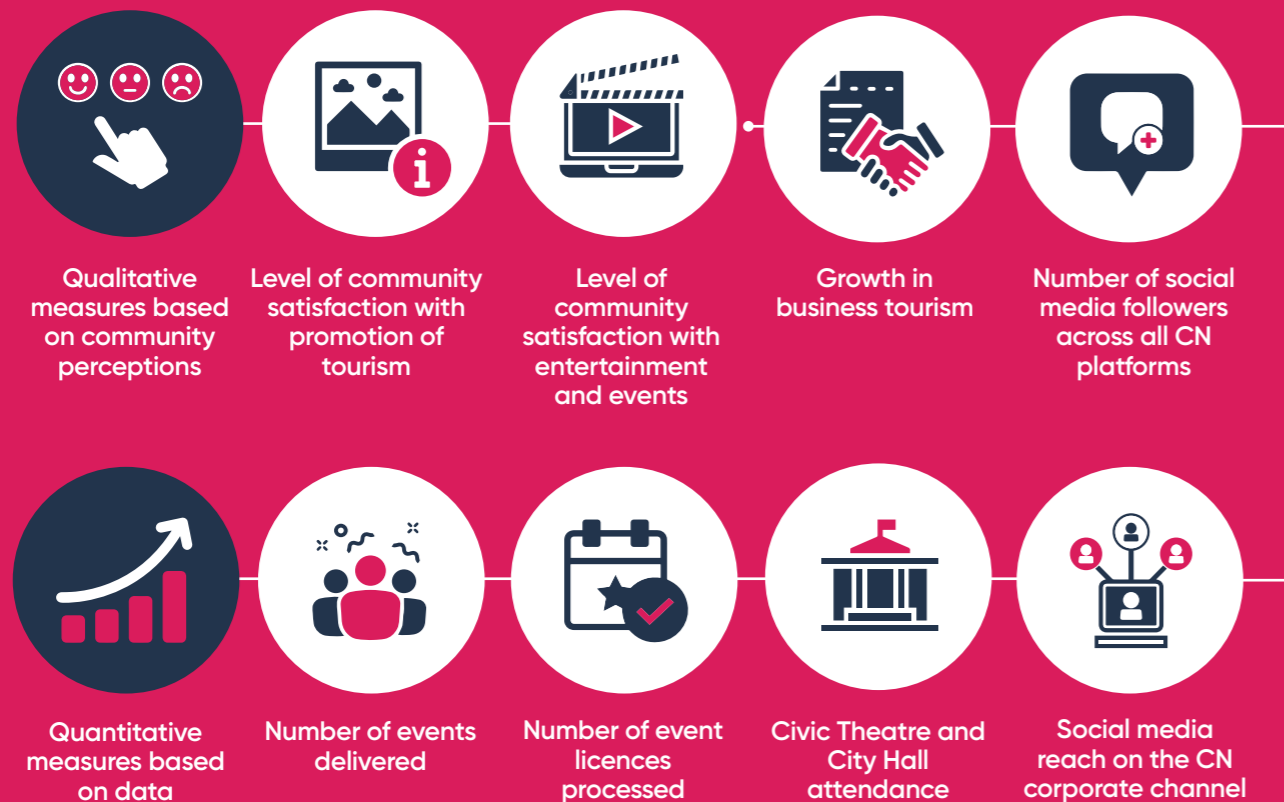 Qualitative
measures based
on community
perceptions
Level of community
satisfaction with
promotion of
tourism
Level of
community
satisfaction with
entertainment
and events
Growth in
business tourism
Number of social
media followers
across all CN
platforms
Quantitative
measures based
on data
Number of events
delivered
Number of event
licences
processed
Civic Theatre and
City Hall
attendance
Social media
reach on the CN
corporate channel